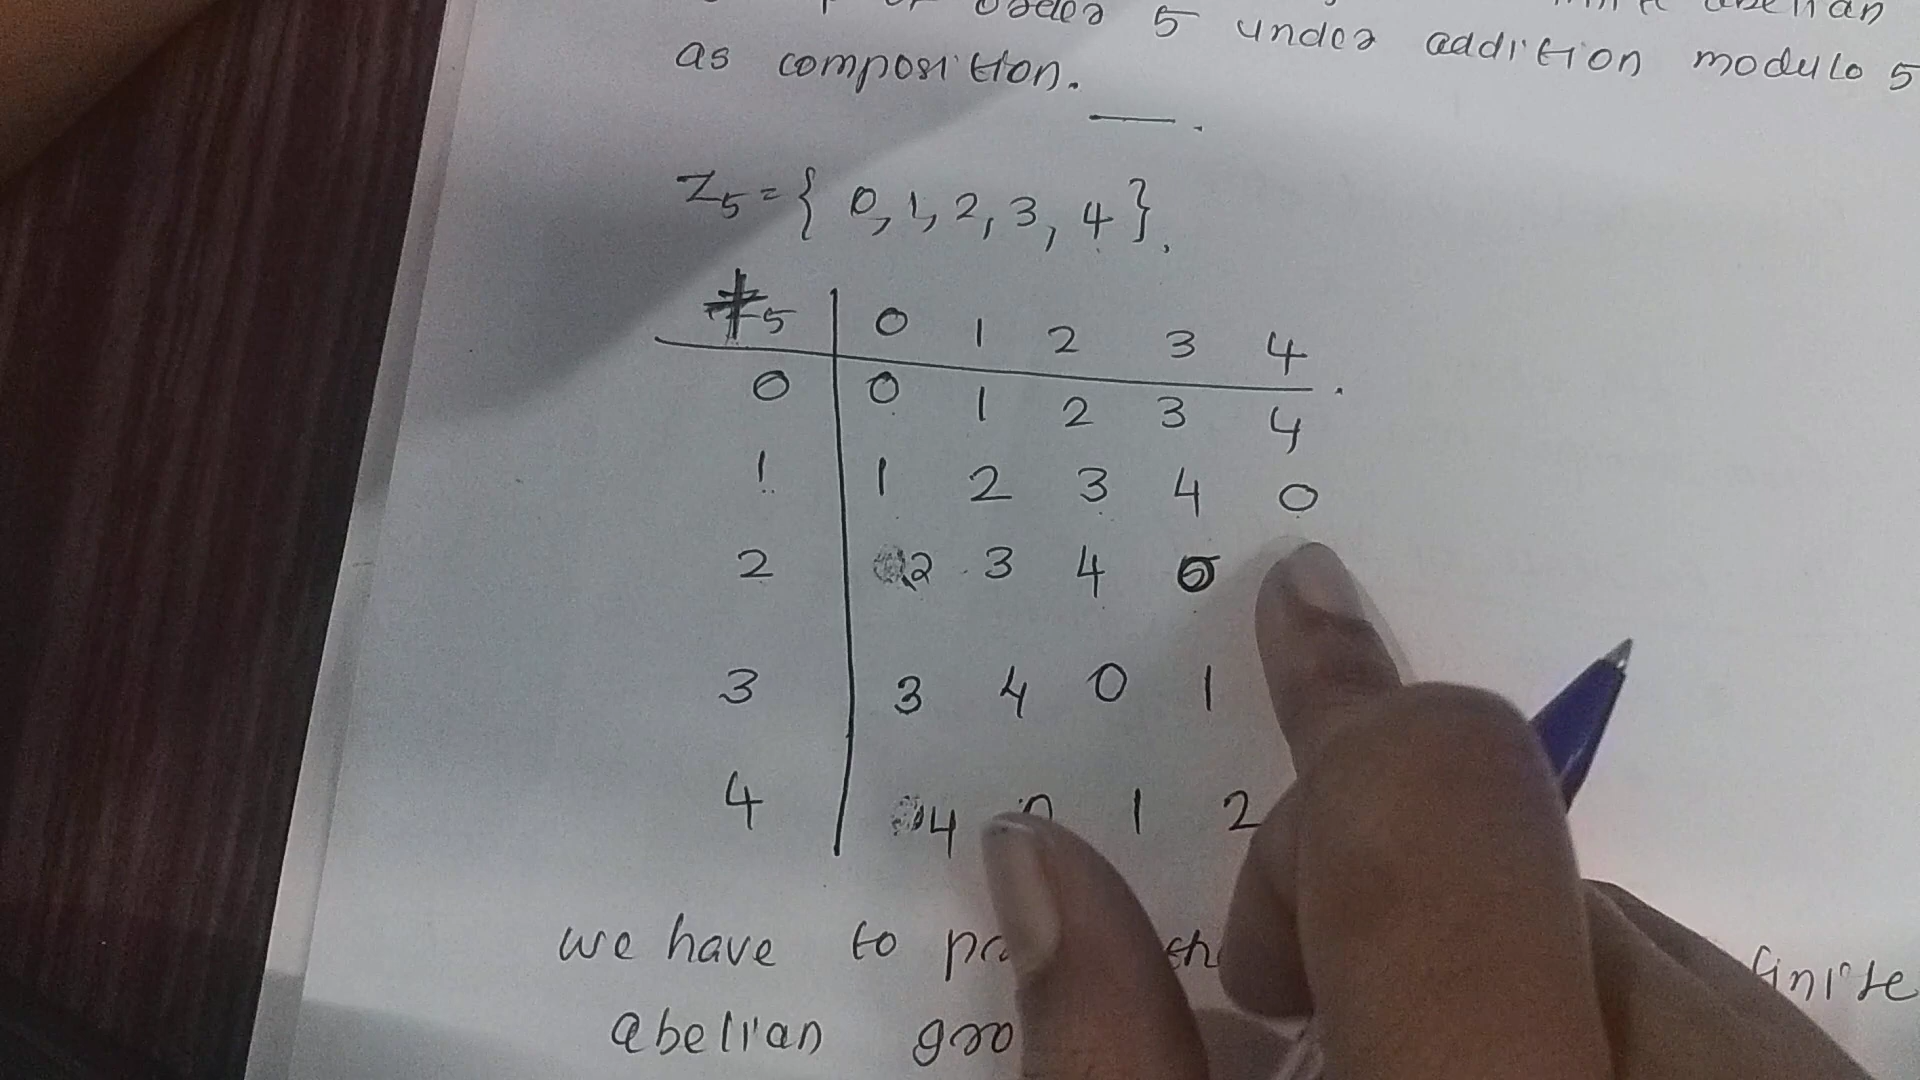 5 under addition modulo 5
as composition.
Z5 = { 0, 1, 2, 3, 4 }.
+5 0 1 2 3 4
0 0 1 2 3 4
1 1 2 3 4 0
2 2 3 4 0
3 3 4 0 1
4 4 0 1 2
we have to finite
abelian